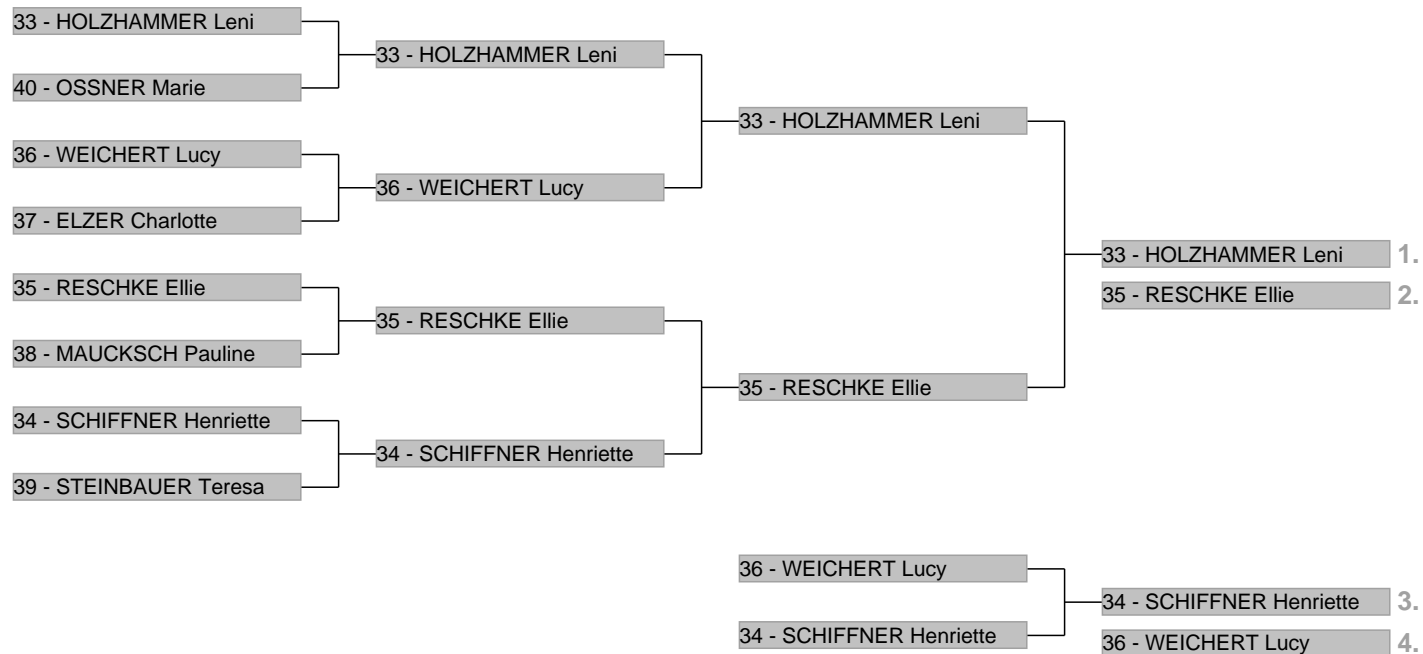 33 - HOLZHAMMER Leni
40 - OSSNER Marie
36 - WEICHERT Lucy
37 - ELZER Charlotte
35 - RESCHKE Ellie
38 - MAUCKSCH Pauline
34 - SCHIFFNER Henriette
39 - STEINBAUER Teresa
33 - HOLZHAMMER Leni
36 - WEICHERT Lucy
35 - RESCHKE Ellie
34 - SCHIFFNER Henriette
33 - HOLZHAMMER Leni
35 - RESCHKE Ellie
33 - HOLZHAMMER Leni 1.
35 - RESCHKE Ellie 2.
36 - WEICHERT Lucy
34 - SCHIFFNER Henriette
34 - SCHIFFNER Henriette 3.
36 - WEICHERT Lucy 4.